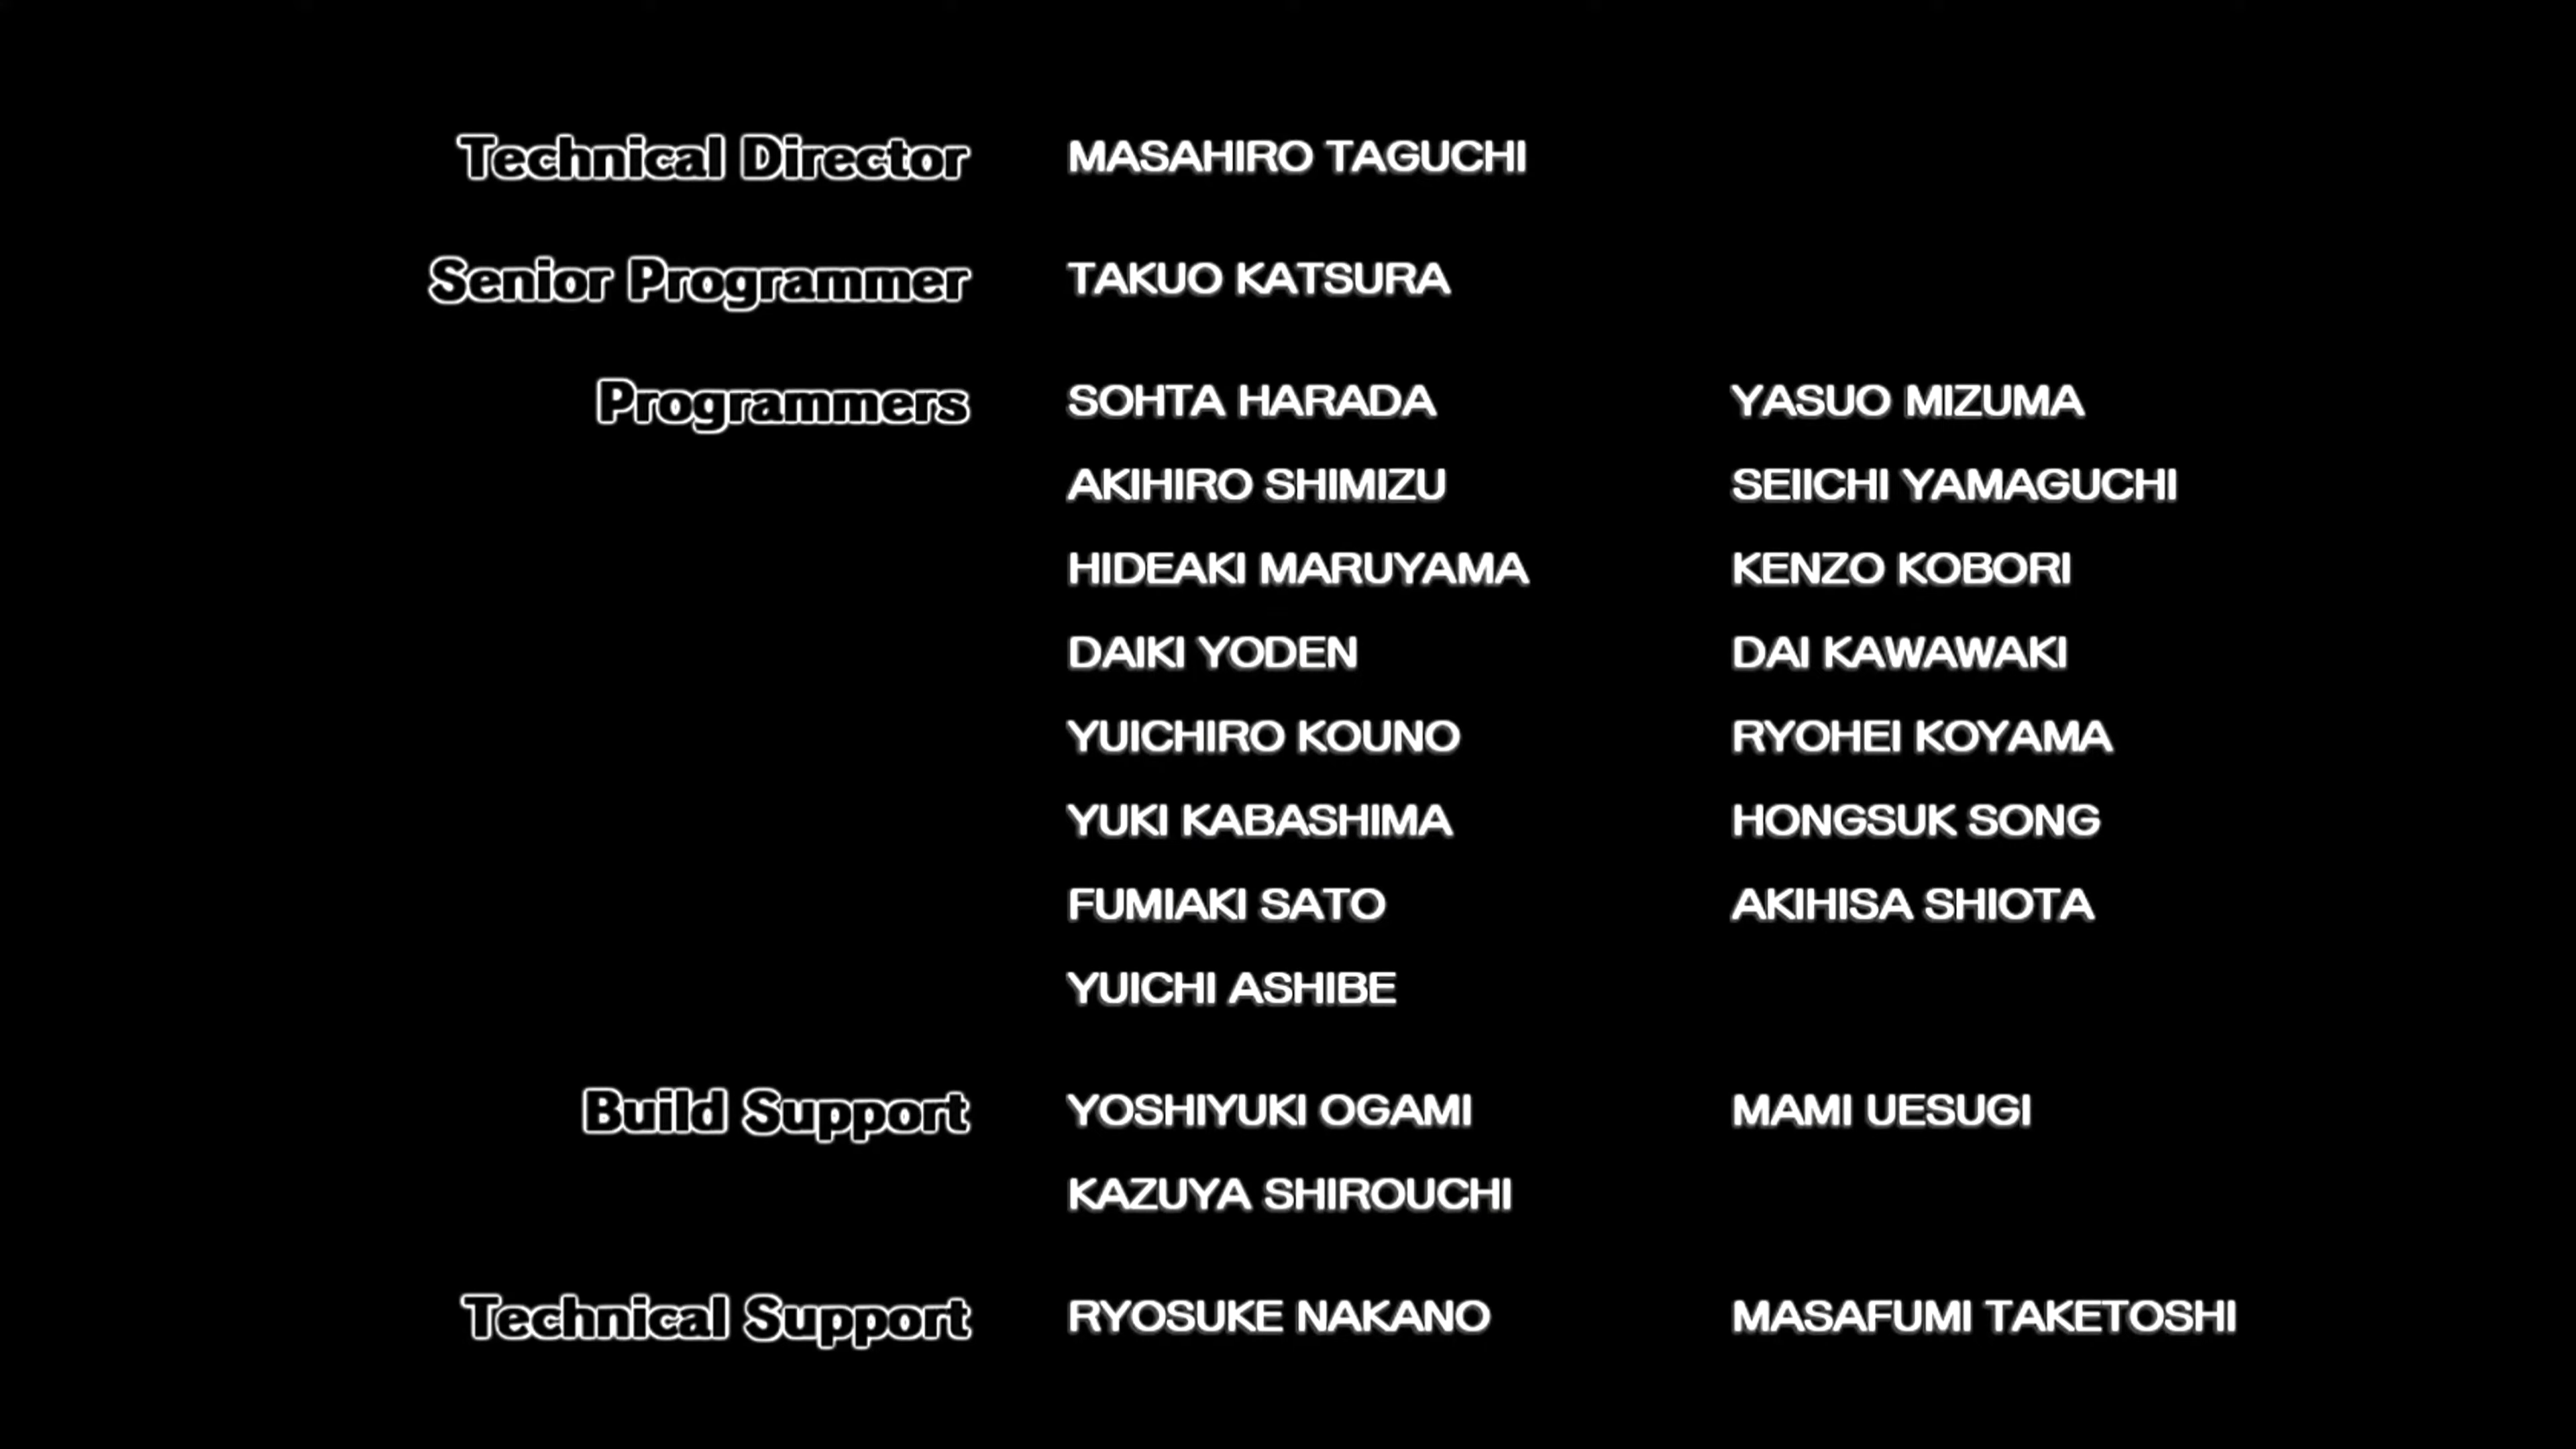 Technical Director MASAHIRO TAGUCHI
Senior Programmer TAKUO KATSURA
Programmers SOHTA HARADA YASUO MIZUMA
AKIHIRO SHIMIZU SEIICHI YAMAGUCHI
HIDEAKI MARUYAMA KENZO KOBORI
DAIKI YODEN DAI KAWAWAKI
YUICHIRO KOUNO RYOHEI KOYAMA
YUKI KABASHIMA HONGSUK SONG
FUMIAKI SATO AKIHISA SHIOTA
YUICHI ASHIBE
Build Support YOSHIYUKI OGAMI MAMI UESUGI
KAZUYA SHIROUCHI
Technical Support RYOSUKE NAKANO MASAFUMI TAKETOSHI